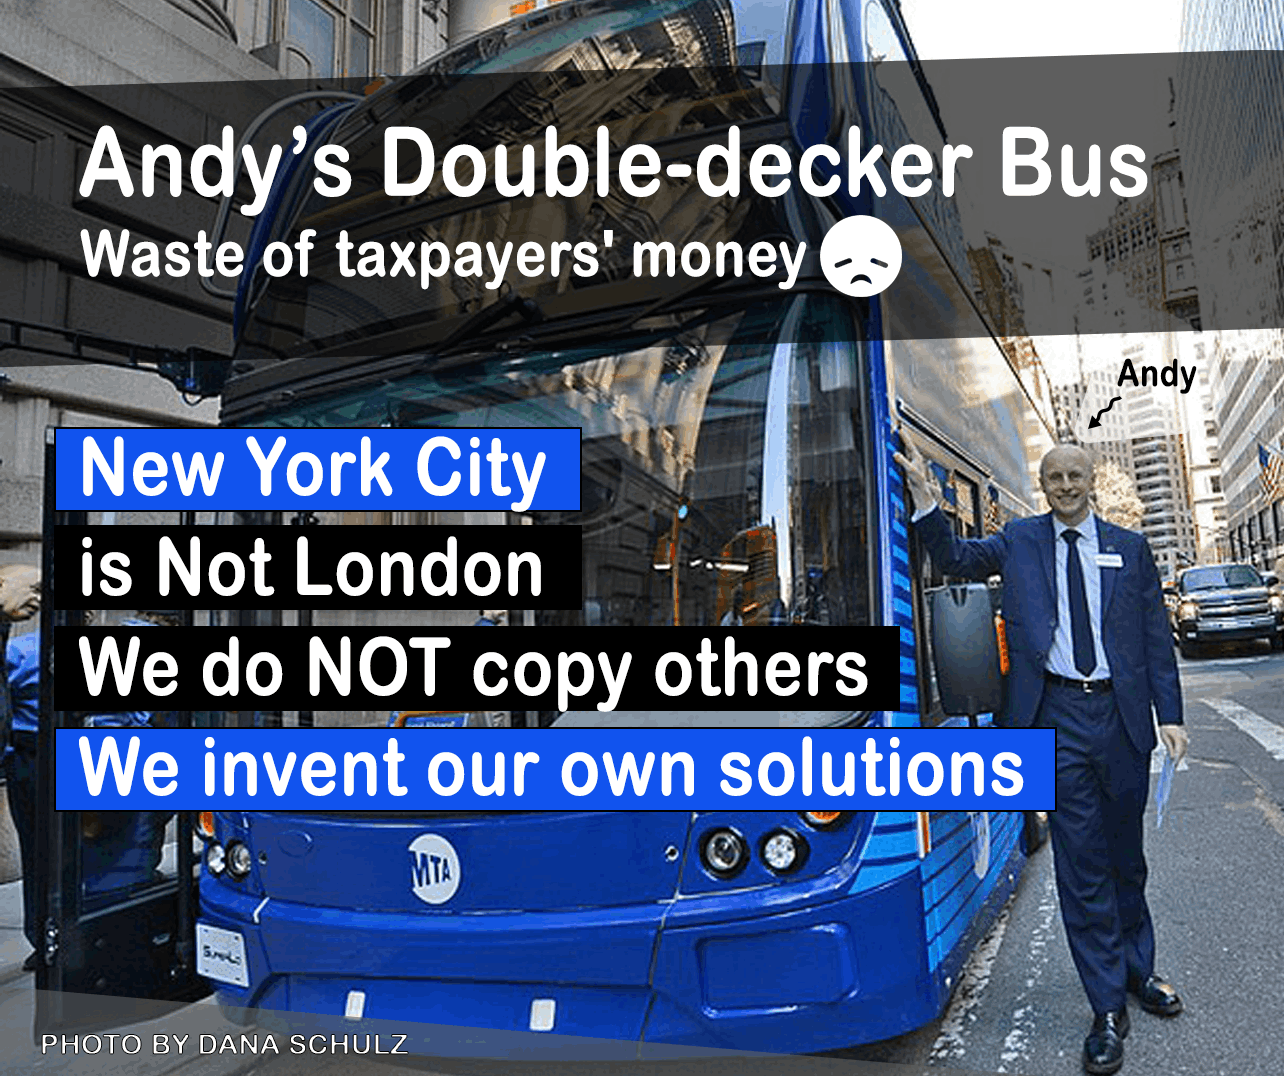 Andy’s Double-decker Bus
Waste of taxpayers' money
Andy
New York City
is Not London
We do NOT copy others
We invent our own solutions
MTA
PHOTO BY DANA SCHULZ